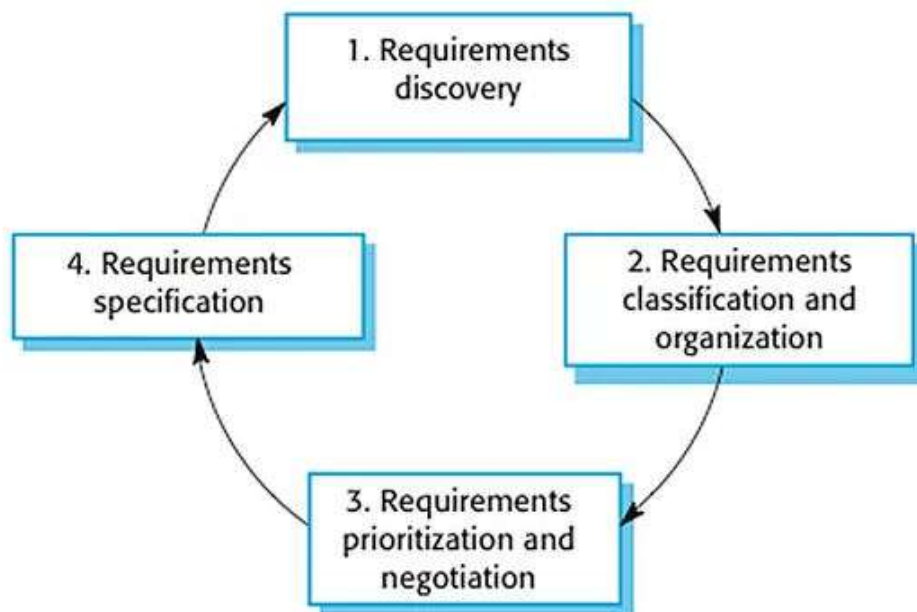 1. Requirements
discovery
2. Requirements
classification and
organization
3. Requirements
prioritization and
negotiation
4. Requirements
specification